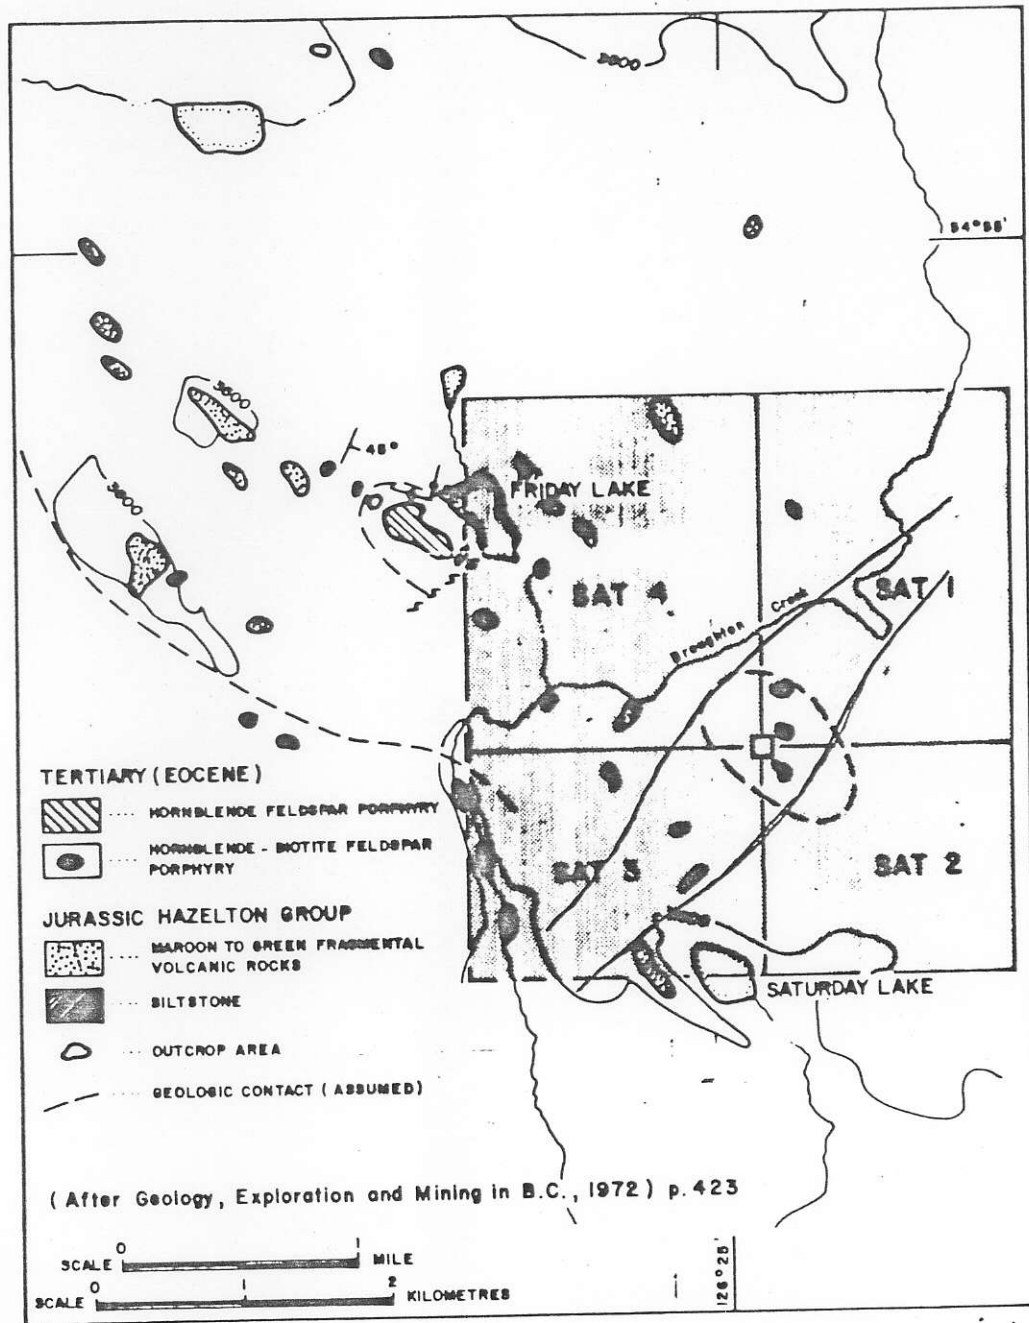 3600
54°55'
3600
45°
3600
FRIDAY LAKE
SAT 4
SAT 1
Broughton Creek
SAT 3
SAT 2
SATURDAY LAKE
TERTIARY (EOCENE)
HORNBLENDE FELDSPAR PORPHYRY
HORNBLENDE - BIOTITE FELDSPAR
PORPHYRY
JURASSIC HAZELTON GROUP
MAROON TO GREEN FRAGMENTAL
VOLCANIC ROCKS
SILTSTONE
OUTCROP AREA
GEOLOGIC CONTACT (ASSUMED)
(After Geology, Exploration and Mining in B.C., 1972) p.423
0 1
SCALE MILE
0 1 2
SCALE KILOMETRES
126°25'